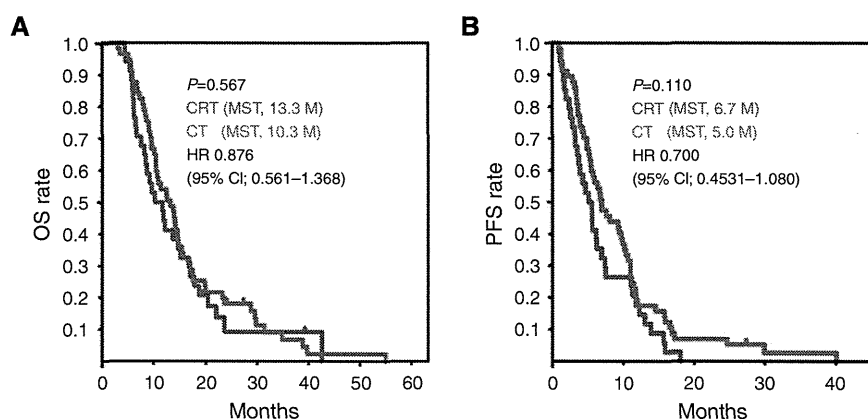 A
OS rate
1.0
0.9
0.8
0.7
0.6
0.5
0.4
0.3
0.2
0.1
P=0.567
CRT (MST, 13.3 M)
CT (MST, 10.3 M)
HR 0.876
(95% CI; 0.561–1.368)
0 10 20 30 40 50 60
Months
B
PFS rate
1.0
0.9
0.8
0.7
0.6
0.5
0.4
0.3
0.2
0.1
P=0.110
CRT (MST, 6.7 M)
CT (MST, 5.0 M)
HR 0.700
(95% CI; 0.4531–1.080)
0 10 20 30 40
Months